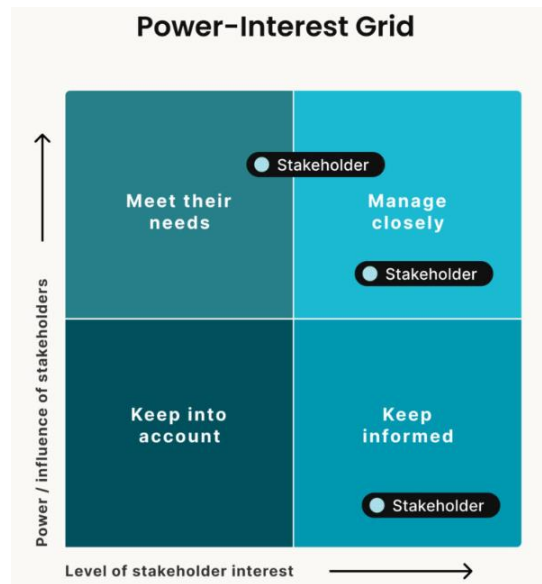 Power-Interest Grid
Stakeholder
Meet their
needs
Manage
closely
Stakeholder
Keep into
account
Keep
informed
Stakeholder
Power / influence of stakeholders
Level of stakeholder interest